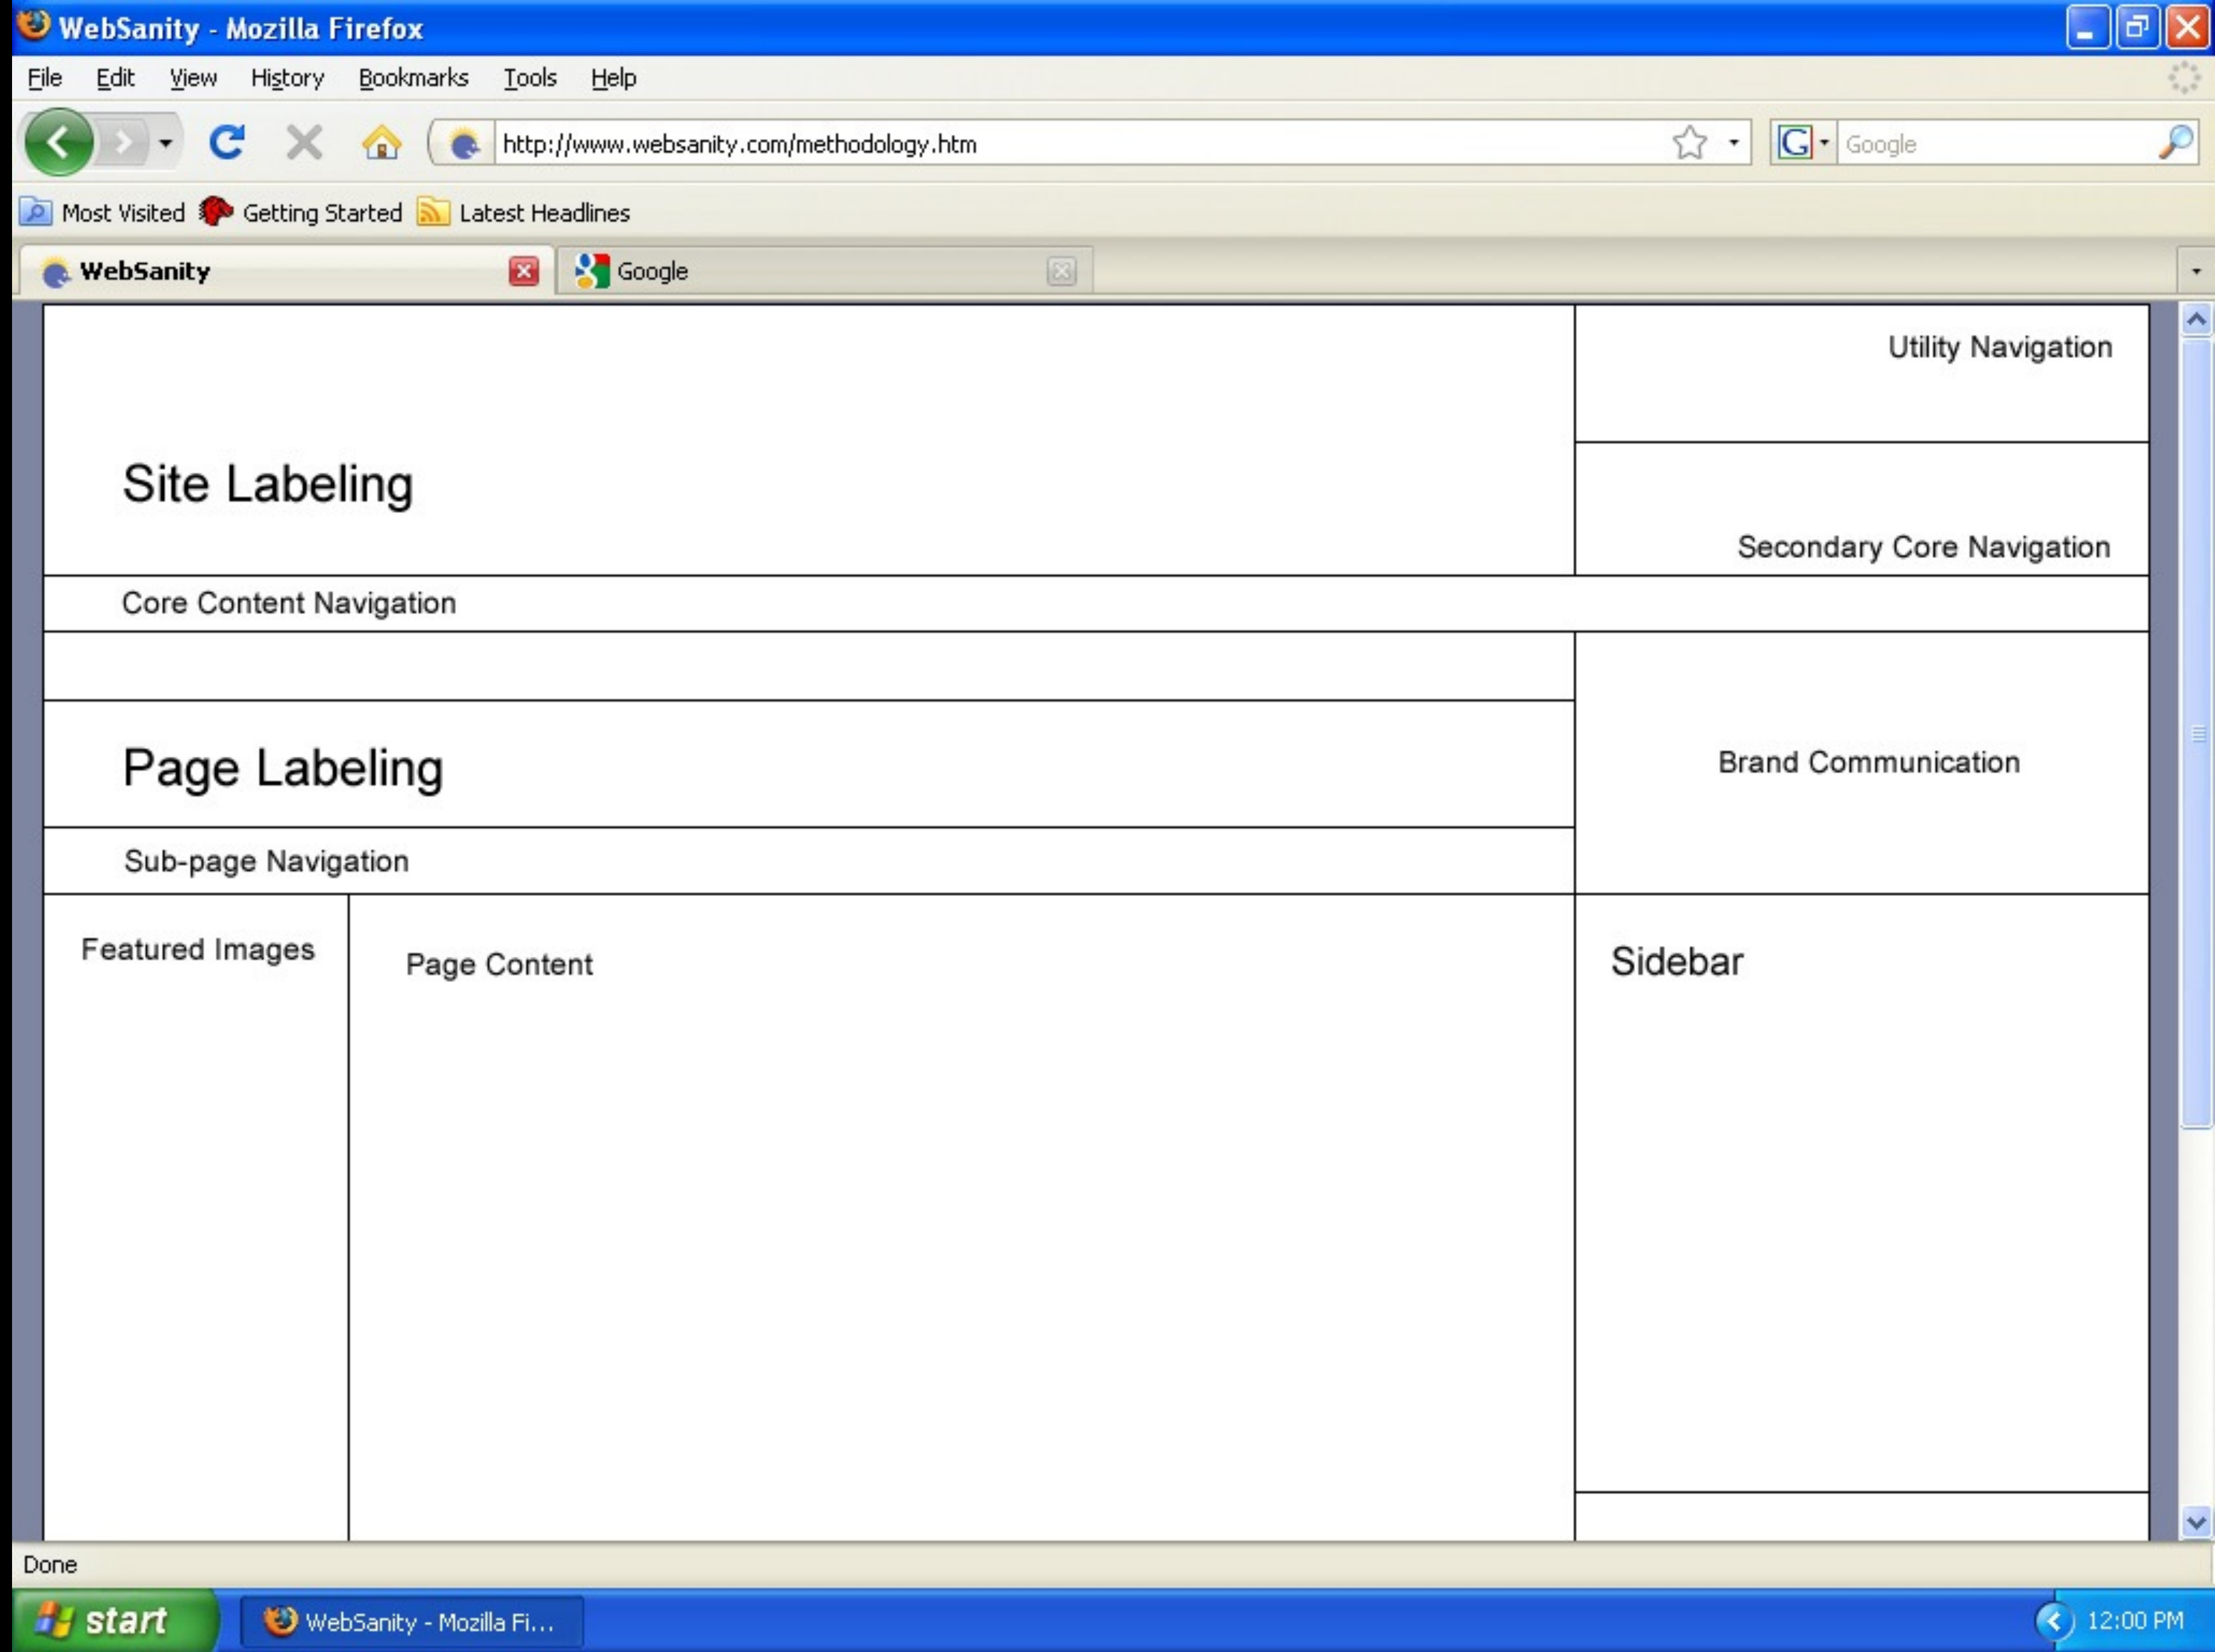 WebSanity - Mozilla Firefox
File Edit View History Bookmarks Tools Help
http://www.websanity.com/methodology.htm
G Google
Most Visited Getting Started Latest Headlines
WebSanity Google
Utility Navigation
Site Labeling
Secondary Core Navigation
Core Content Navigation
Page Labeling
Brand Communication
Sub-page Navigation
Featured Images
Page Content
Sidebar
Done
start WebSanity - Mozilla Fi... 12:00 PM